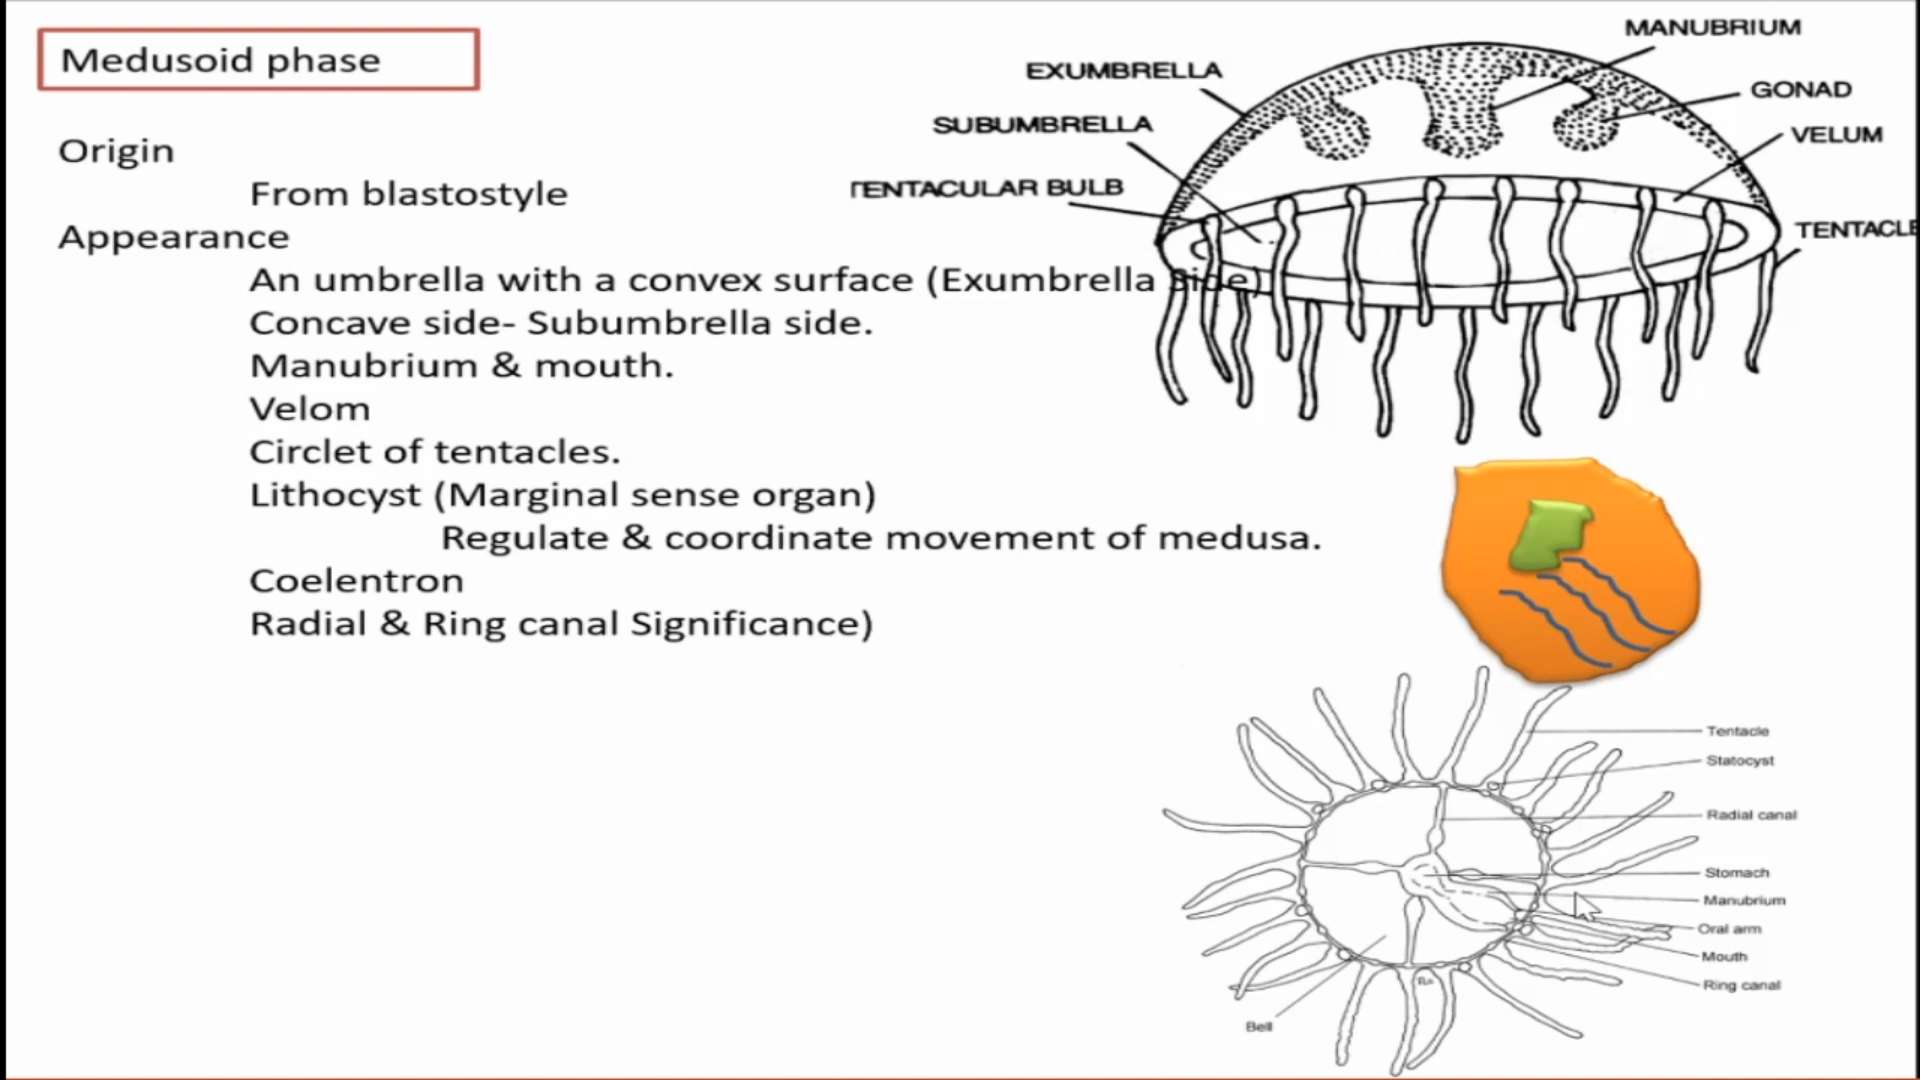 Medusoid phase
Origin
From blastostyle
Appearance
An umbrella with a convex surface (Exumbrella Side)
Concave side- Subumbrella side.
Manubrium & mouth.
Velom
Circlet of tentacles.
Lithocyst (Marginal sense organ)
Regulate & coordinate movement of medusa.
Coelentron
Radial & Ring canal Significance)
MANUBRIUM
EXUMBRELLA
GONAD
SUBUMBRELLA
VELUM
TENTACULAR BULB
TENTACLE
Tentacle
Statocyst
Radial canal
Stomach
Manubrium
Oral arm
Mouth
Ring canal
Bell